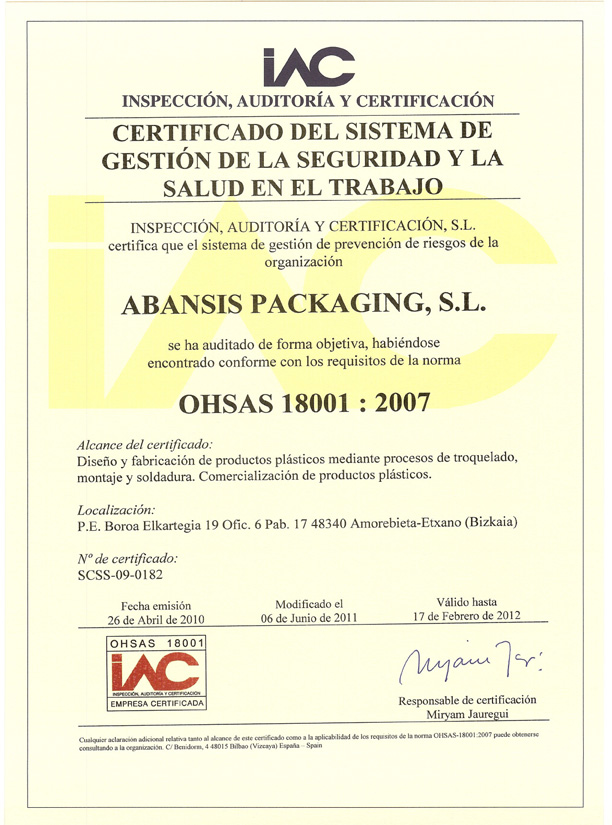 iAC
INSPECCIÓN, AUDITORÍA Y CERTIFICACIÓN
CERTIFICADO DEL SISTEMA DE
GESTIÓN DE LA SEGURIDAD Y LA
SALUD EN EL TRABAJO
INSPECCIÓN, AUDITORÍA Y CERTIFICACIÓN, S.L.
certifica que el sistema de gestión de prevención de riesgos de la
organización
ABANSIS PACKAGING, S.L.
se ha auditado de forma objetiva, habiéndose
encontrado conforme con los requisitos de la norma
OHSAS 18001 : 2007
Alcance del certificado:
Diseño y fabricación de productos plásticos mediante procesos de troquelado,
montaje y soldadura. Comercialización de productos plásticos.
Localización:
P.E. Boroa Elkartegia 19 Ofic. 6 Pab. 17 48340 Amorebieta-Etxano (Bizkaia)
Nº de certificado:
SCSS-09-0182
Fecha emisión
26 de Abril de 2010
Modificado el
06 de Junio de 2011
Válido hasta
17 de Febrero de 2012
OHSAS 18001
iAC
INSPECCIÓN, AUDITORÍA Y CERTIFICACIÓN
EMPRESA CERTIFICADA
Responsable de certificación
Miryam Jauregui
Cualquier aclaración adicional relativa tanto al alcance de este certificado como a la aplicabilidad de los requisitos de la norma OHSAS-18001:2007 puede obtenerse
consultando a la organización. C/ Benidorm, 4 48015 Bilbao (Vizcaya) España – Spain